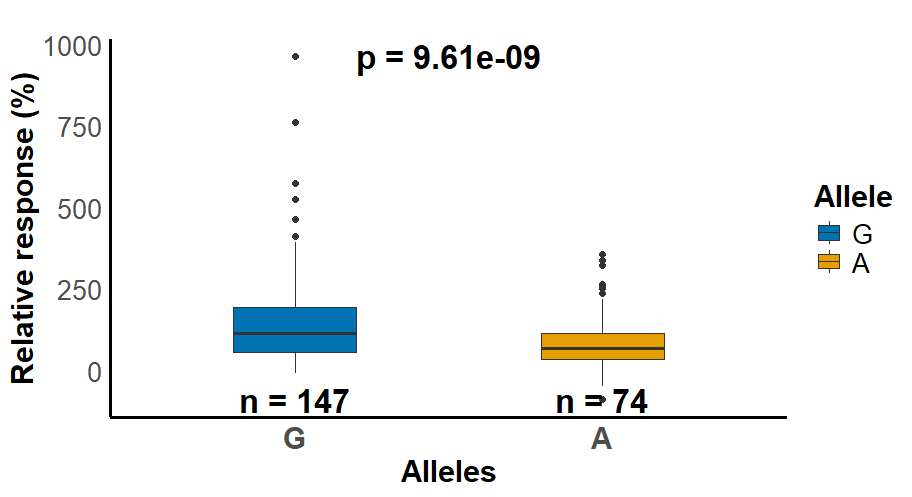 p = 9.61e-09
Relative response (%)
1000
750
500
250
0
n = 147
n = 74
G
A
Alleles
Allele
G
A